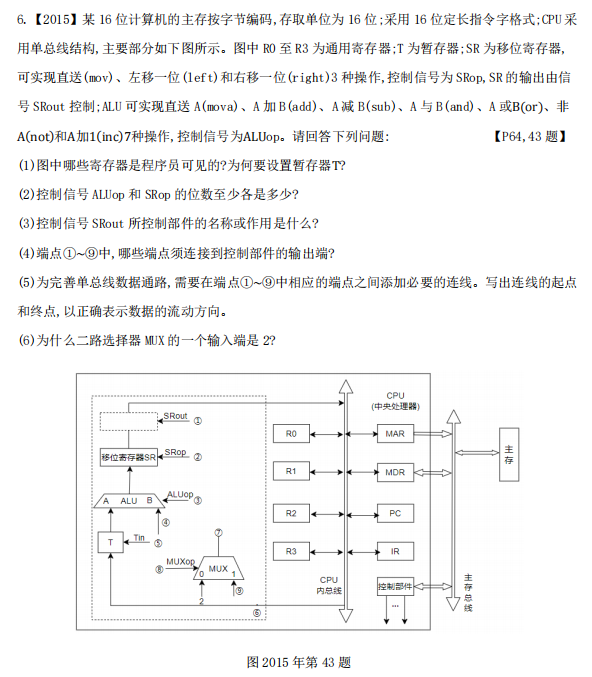 6.【2015】某 16 位计算机的主存按字节编码,存取单位为 16 位;采用 16 位定长指令字格式;CPU 采
用单总线结构,主要部分如下图所示。图中 R0 至 R3 为通用寄存器;T 为暂存器;SR 为移位寄存器,
可实现直送(mov)、左移一位(left)和右移一位(right)3 种操作,控制信号为 SRop,SR 的输出由信
号 SRout 控制;ALU 可实现直送 A(mova)、A 加 B(add)、A 减 B(sub)、A 与 B(and)、A 或B(or)、非
A(not)和A加1(inc)7种操作,控制信号为ALUop。请回答下列问题: 【P64,43 题】
(1)图中哪些寄存器是程序员可见的?为何要设置暂存器T?
(2)控制信号 ALUop 和 SRop 的位数至少各是多少?
(3)控制信号 SRout 所控制部件的名称或作用是什么?
(4)端点①~⑨中,哪些端点须连接到控制部件的输出端?
(5)为完善单总线数据通路,需要在端点①~⑨中相应的端点之间添加必要的连线。写出连线的起点
和终点,以正确表示数据的流动方向。
(6)为什么二路选择器 MUX 的一个输入端是 2?
CPU
(中央处理器)
SRout
①
移位寄存器SR
SRop
②
A ALU B
ALUop
③
④
T
Tin
⑤
⑦
MUXop
⑧
MUX
0 1
2
⑨
⑥
R0
R1
R2
R3
CPU
内总线
MAR
MDR
PC
IR
控制部件
...
主存
主存总线
图 2015 年第 43 题